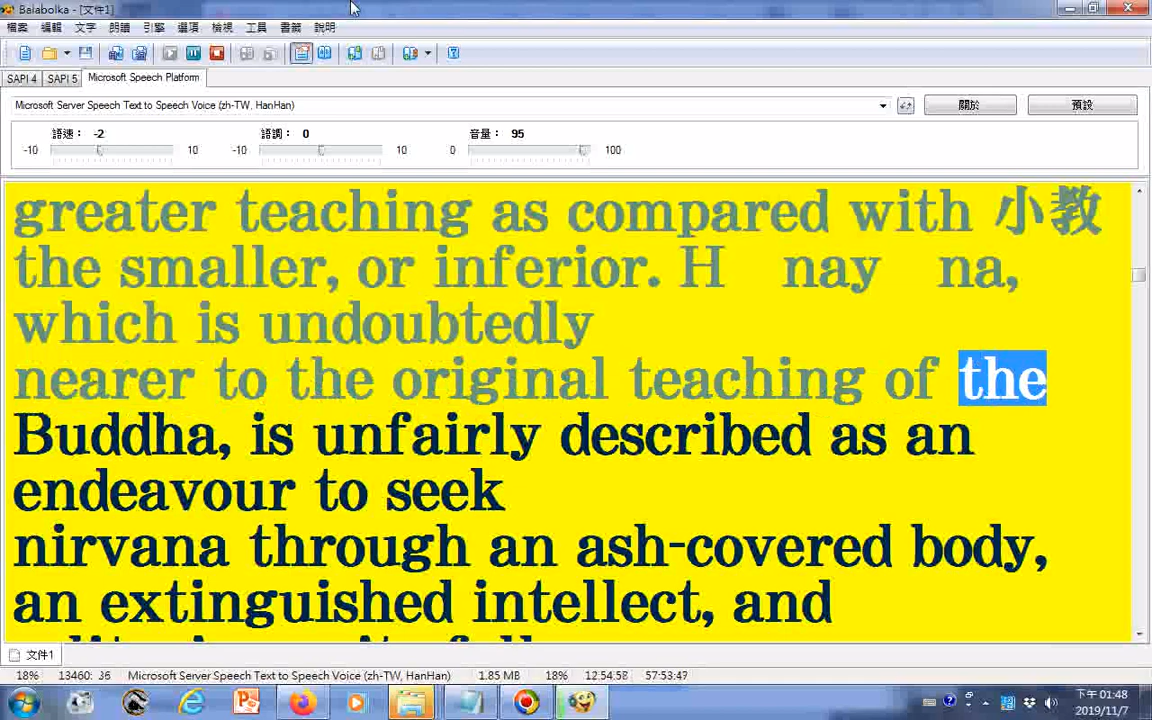 Balabolka - [文件1]
檔案 編輯 文字 朗讀 引擎 選項 檢視 工具 書籤 說明
SAPI 4 SAPI 5 Microsoft Speech Platform
Microsoft Server Speech Text to Speech Voice (zh-TW, HanHan) 關於 預設
語速： -2 語調： 0 音量： 95
-10 10 -10 10 0 100
greater teaching as compared with 小教
the smaller, or inferior. H nay na,
which is undoubtedly
nearer to the original teaching of the
Buddha, is unfairly described as an
endeavour to seek
nirvana through an ash-covered body,
an extinguished intellect, and
文件1
18% 13460: 36 Microsoft Server Speech Text to Speech Voice (zh-TW, HanHan) 1.85 MB 18% 12:54:58 57:53:47
下午 01:48
2019/11/7